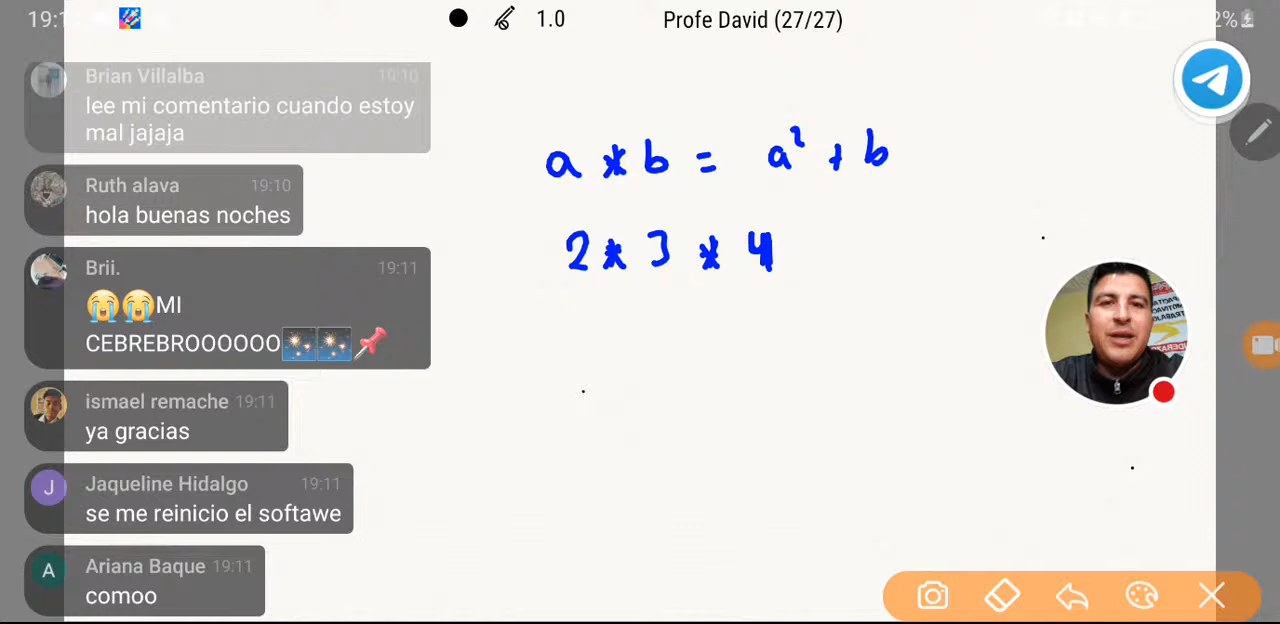 1.0
Profe David (27/27)
Brian Villalba 19:10
lee mi comentario cuando estoy
mal jajaja
Ruth alava 19:10
hola buenas noches
Brii. 19:11
😭😭MI
CEBREBROOOOOO🎇🎇📌
ismael remache 19:11
ya gracias
Jaqueline Hidalgo 19:11
J
se me reinicio el softawe
Ariana Baque 19:11
A
comoo
a * b = a² + b
2 * 3 * 4